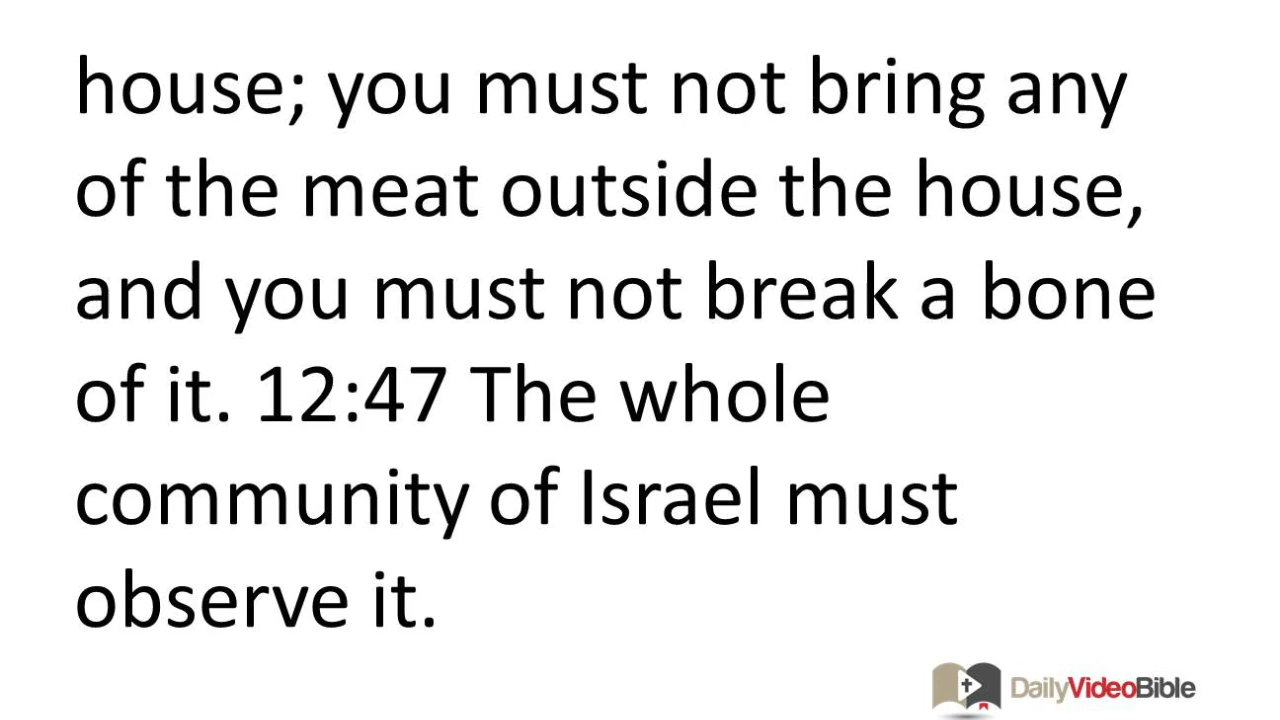 house; you must not bring any
of the meat outside the house,
and you must not break a bone
of it. 12:47 The whole
community of Israel must
observe it.
DailyVideoBible